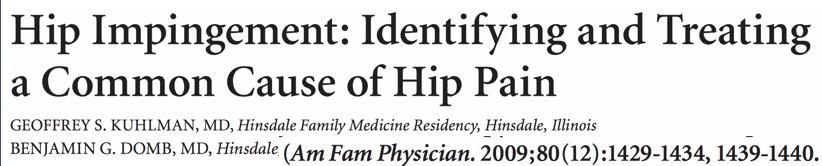 Hip Impingement: Identifying and Treating
a Common Cause of Hip Pain
GEOFFREY S. KUHLMAN, MD, Hinsdale Family Medicine Residency, Hinsdale, Illinois
BENJAMIN G. DOMB, MD, Hinsdale (Am Fam Physician. 2009;80(12):1429-1434, 1439-1440.